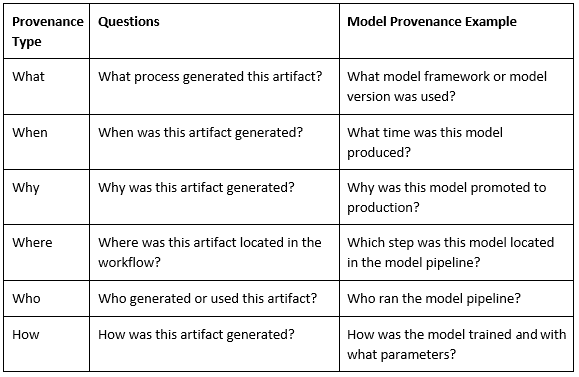 Provenance Type
Questions
Model Provenance Example
What
What process generated this artifact?
What model framework or model
version was used?
When
When was this artifact generated?
What time was this model
produced?
Why
Why was this artifact generated?
Why was this model promoted to
production?
Where
Where was this artifact located in the
workflow?
Which step was this model located
in the model pipeline?
Who
Who generated or used this artifact?
Who ran the model pipeline?
How
How was this artifact generated?
How was the model trained and with
what parameters?